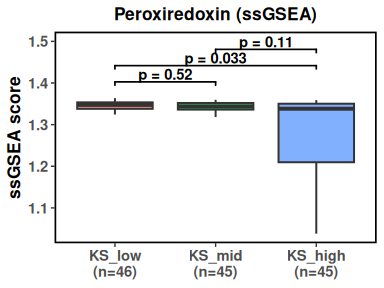 Peroxiredoxin (ssGSEA)
ssGSEA score
1.5
1.4
1.3
1.2
1.1
p = 0.11
p = 0.033
p = 0.52
KS_low
(n=46)
KS_mid
(n=45)
KS_high
(n=45)